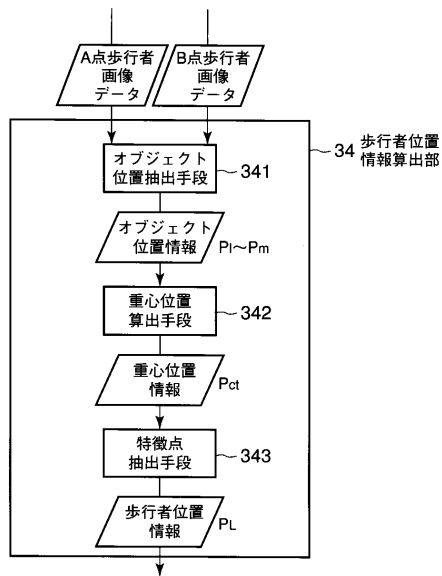 A点歩行者
画像
データ
B点歩行者
画像
データ
34 歩行者位置
情報算出部
オブジェクト
位置抽出手段
341
オブジェクト
位置情報
Pl～Pm
重心位置
算出手段
342
重心位置
情報
Pct
特徴点
抽出手段
343
歩行者位置
情報
PL